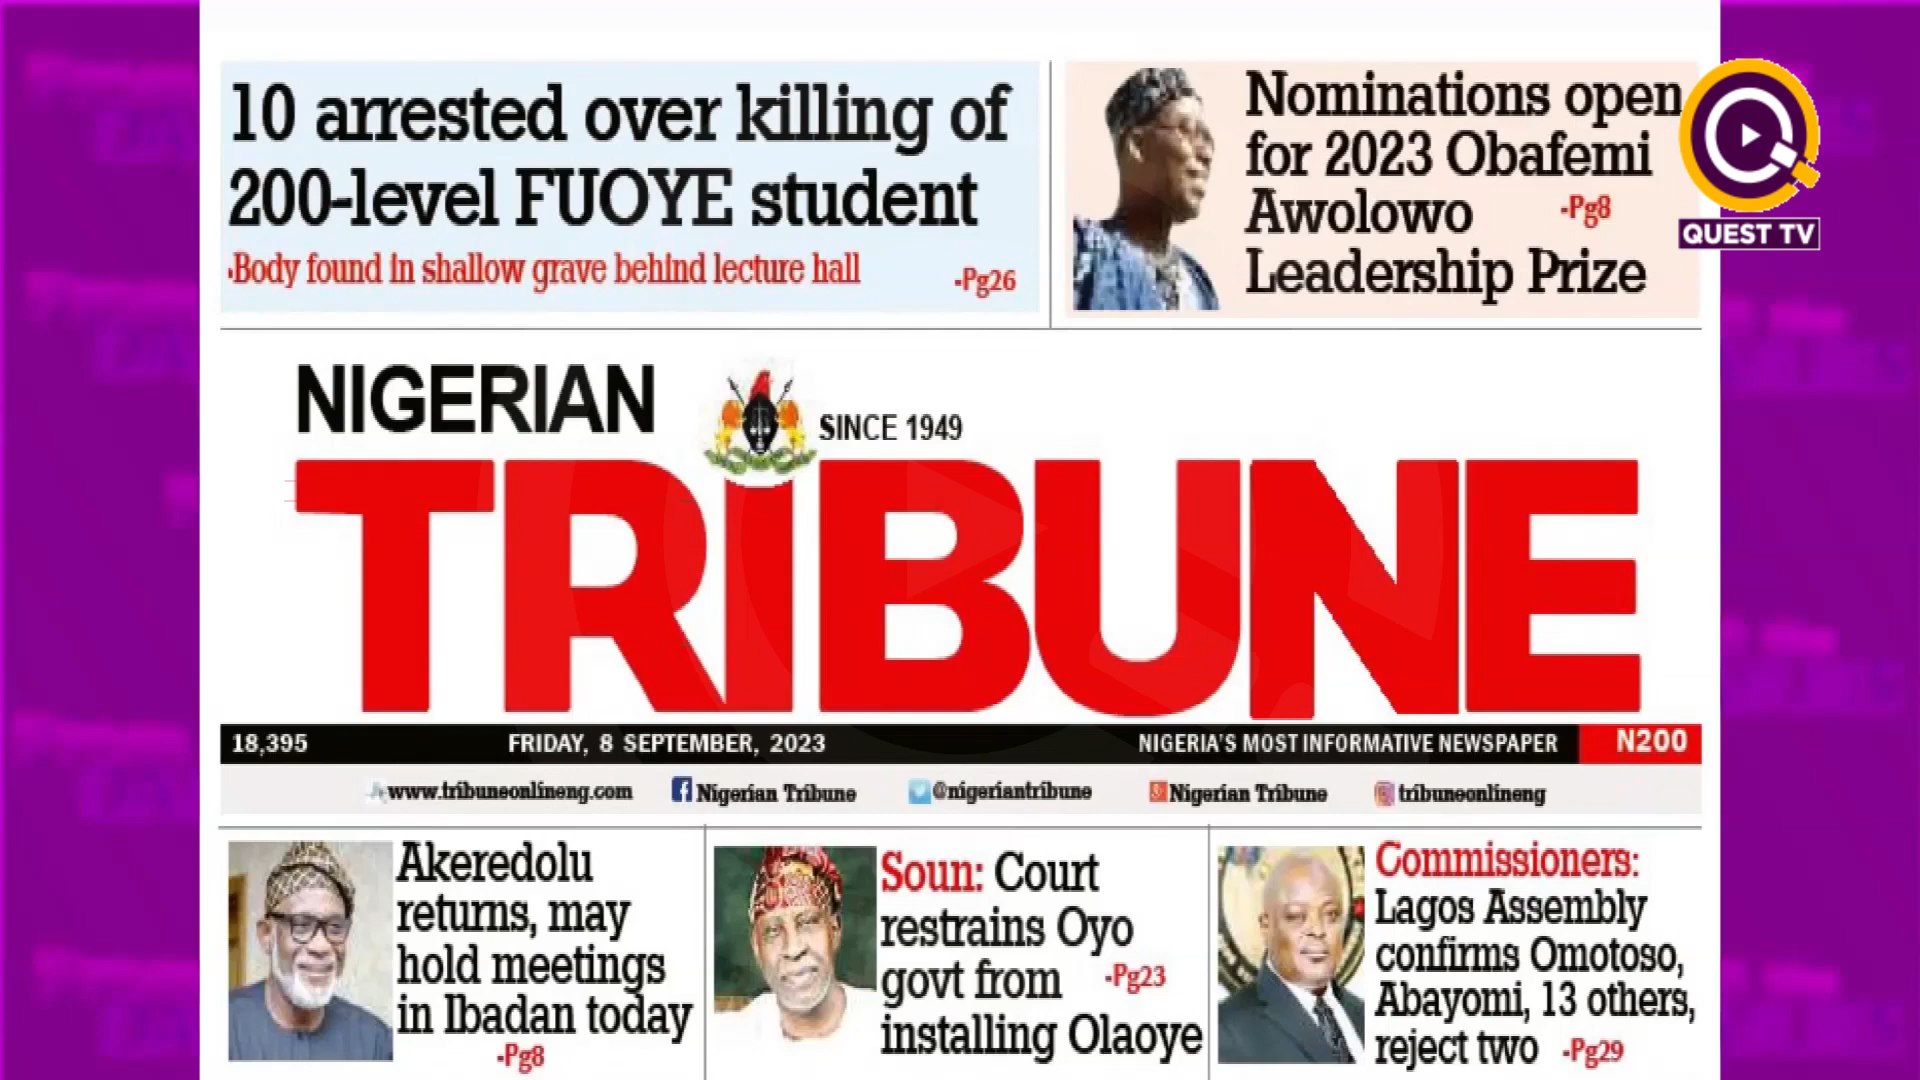 10 arrested over killing of
200-level FUOYE student
·Body found in shallow grave behind lecture hall
-Pg26
Nominations open
for 2023 Obafemi
Awolowo -Pg8
Leadership Prize
QUEST TV
NIGERIAN
SINCE 1949
TRIBUNE
18,395
FRIDAY, 8 SEPTEMBER, 2023
NIGERIA'S MOST INFORMATIVE NEWSPAPER
N200
www.tribuneonlineng.com
Nigerian Tribune
@nigeriantribune
Nigerian Tribune
tribuneonlineng
Akeredolu
returns, may
hold meetings
in Ibadan today
-Pg8
Soun: Court
restrains Oyo
govt from -Pg23
installing Olaoye
Commissioners:
Lagos Assembly
confirms Omotoso,
Abayomi, 13 others,
reject two -Pg29